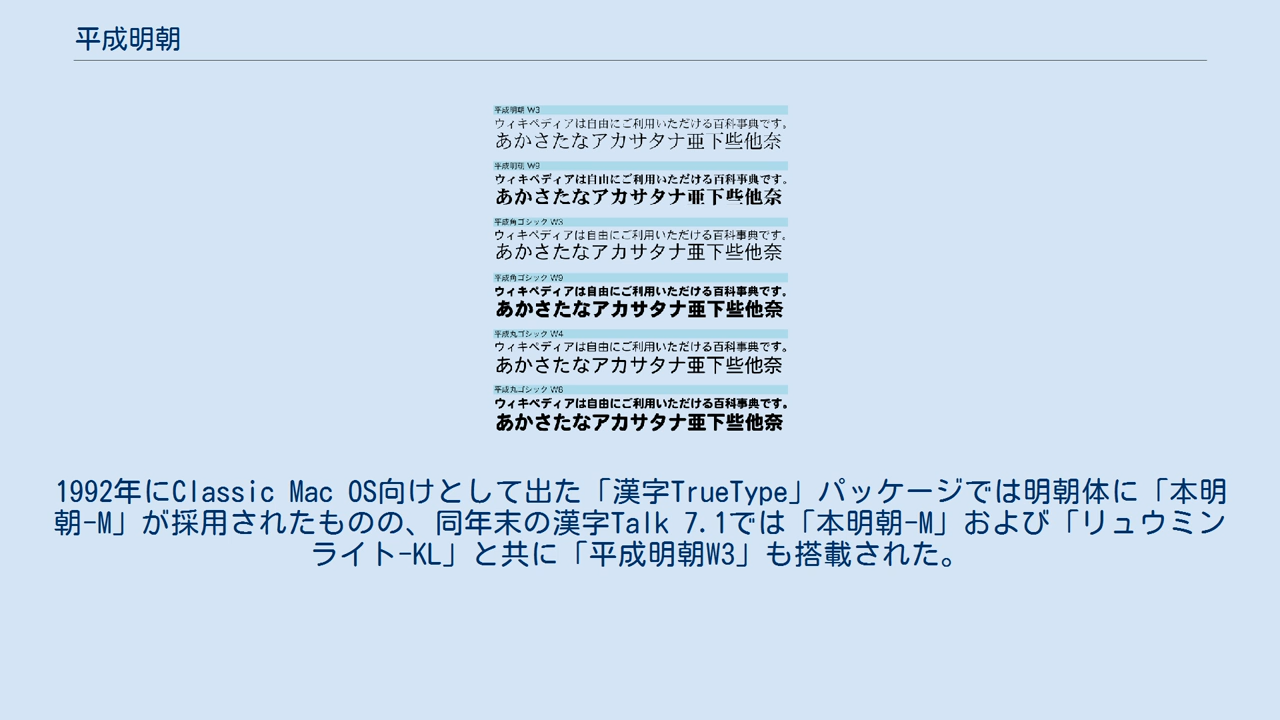 平成明朝
平成明朝 W3
ウィキペディアは自由にご利用いただける百科事典です。
あかさたなアカサタナ亜下些他奈
平成明朝 W9
ウィキペディアは自由にご利用いただける百科事典です。
あかさたなアカサタナ亜下些他奈
平成角ゴシック W3
ウィキペディアは自由にご利用いただける百科事典です。
あかさたなアカサタナ亜下些他奈
平成角ゴシック W9
ウィキペディアは自由にご利用いただける百科事典です。
あかさたなアカサタナ亜下些他奈
平成丸ゴシック W4
ウィキペディアは自由にご利用いただける百科事典です。
あかさたなアカサタナ亜下些他奈
平成丸ゴシック W8
ウィキペディアは自由にご利用いただける百科事典です。
あかさたなアカサタナ亜下些他奈
1992年にClassic Mac OS向けとして出た「漢字TrueType」パッケージでは明朝体に「本明
朝-M」が採用されたものの、同年末の漢字Talk 7.1では「本明朝-M」および「リュウミン
ライト-KL」と共に「平成明朝W3」も搭載された。